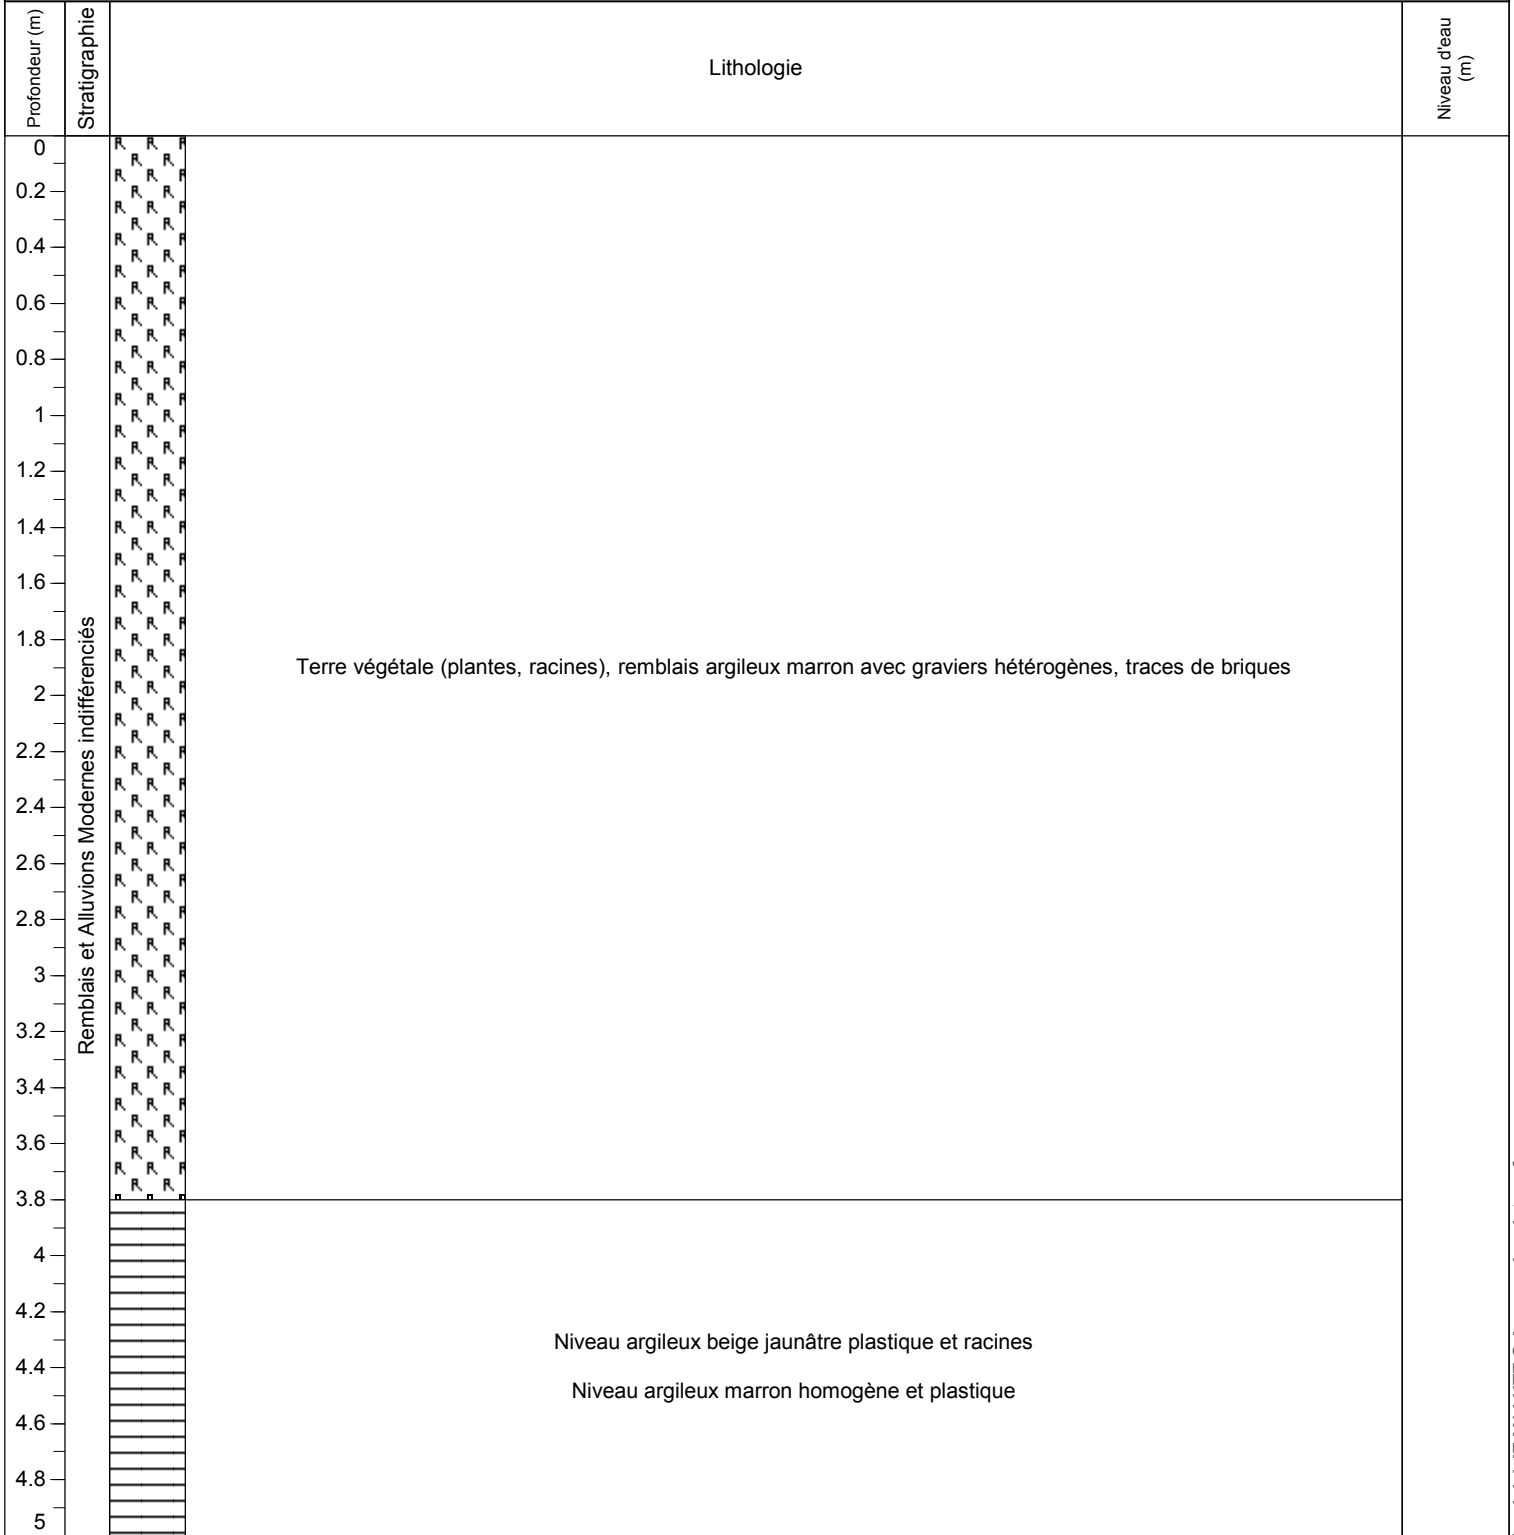 Profondeur (m)
Stratigraphie
Lithologie
Niveau d'eau
(m)
0
0.2
0.4
0.6
0.8
1
1.2
1.4
1.6
1.8
2
2.2
2.4
2.6
2.8
3
3.2
3.4
3.6
3.8
4
4.2
4.4
4.6
4.8
5
Remblais et Alluvions Modernes indifférenciés
Terre végétale (plantes, racines), remblais argileux marron avec graviers hétérogènes, traces de briques
Niveau argileux beige jaunâtre plastique et racines
Niveau argileux marron homogène et plastique